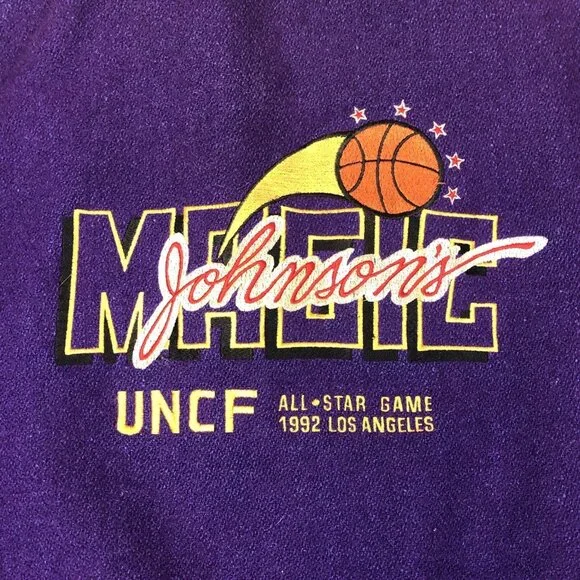 MAGIC
Johnson's
UNCF
ALL•STAR GAME
1992 LOS ANGELES